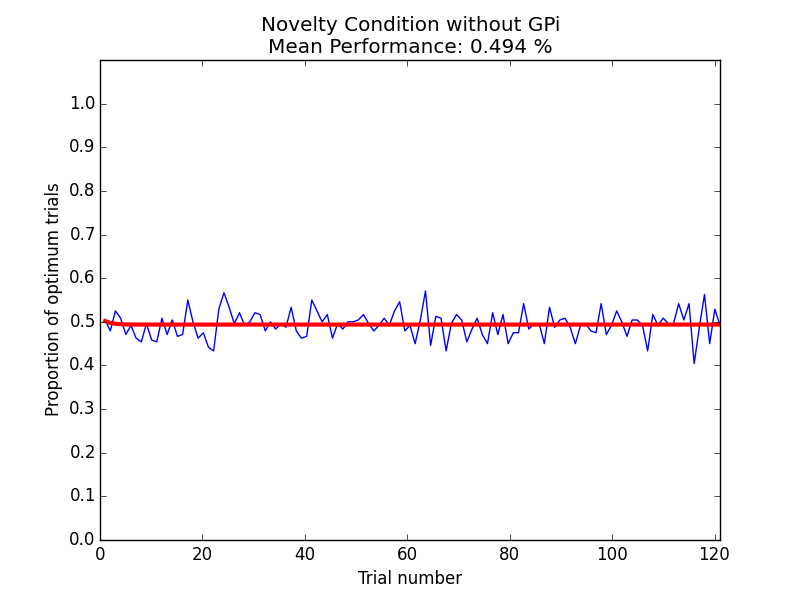 Novelty Condition without GPi
Mean Performance: 0.494 %
1.0
0.9
0.8
0.7
0.6
0.5
0.4
0.3
0.2
0.1
0.0
Proportion of optimum trials
0 20 40 60 80 100 120
Trial number